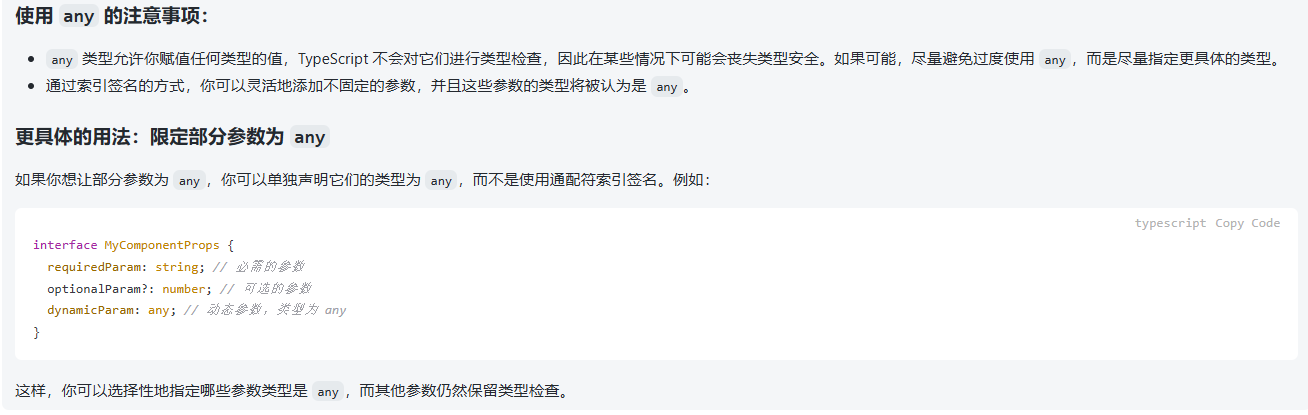 使用 any 的注意事项：
any 类型允许你赋值任何类型的值，TypeScript 不会对它们进行类型检查，因此在某些情况下可能会丧失类型安全。如果可能，尽量避免过度使用 any，而是尽量指定更具体的类型。
通过索引签名的方式，你可以灵活地添加不固定的参数，并且这些参数的类型将被认为是 any。
更具体的用法：限定部分参数为 any
如果你想让部分参数为 any，你可以单独声明它们的类型为 any，而不是使用通配符索引签名。例如：
typescript Copy Code
interface MyComponentProps {
  requiredParam: string; // 必需的参数
  optionalParam?: number; // 可选的参数
  dynamicParam: any; // 动态参数，类型为 any
}
这样，你可以选择性地指定哪些参数类型是 any，而其他参数仍然保留类型检查。